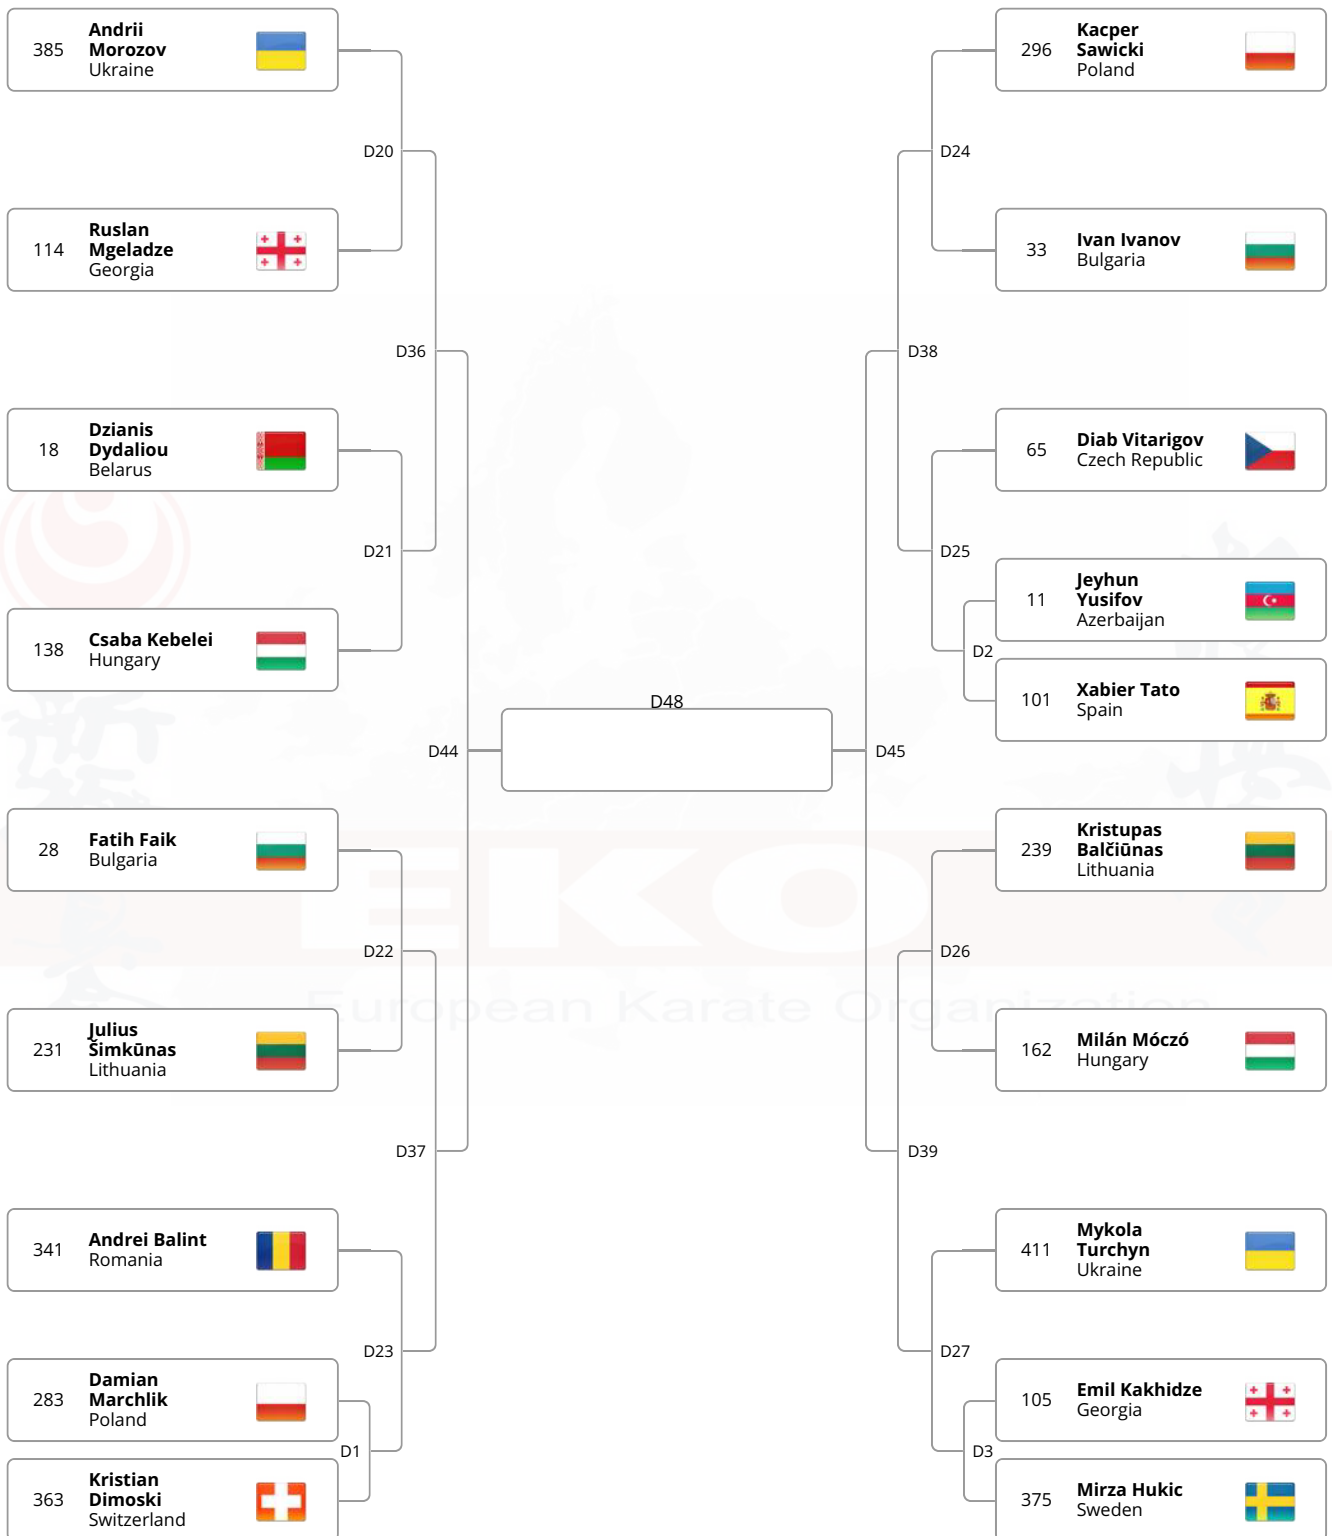 385
Andrii
Morozov
Ukraine
D20
114
Ruslan
Mgeladze
Georgia
D36
18
Dzianis
Dydaliou
Belarus
D21
138
Csaba Kebelei
Hungary
D44
28
Fatih Faik
Bulgaria
D22
231
Julius
Šimkūnas
Lithuania
D37
341
Andrei Balint
Romania
D23
283
Damian
Marchlik
Poland
D1
363
Kristian
Dimoski
Switzerland
D48
EKO
European Karate Organization
296
Kacper
Sawicki
Poland
D24
33
Ivan Ivanov
Bulgaria
D38
65
Diab Vitarigov
Czech Republic
D25
11
Jeyhun
Yusifov
Azerbaijan
D2
101
Xabier Tato
Spain
D45
239
Kristupas
Balčiūnas
Lithuania
D26
162
Milán Móczó
Hungary
D39
411
Mykola
Turchyn
Ukraine
D27
105
Emil Kakhidze
Georgia
D3
375
Mirza Hukic
Sweden